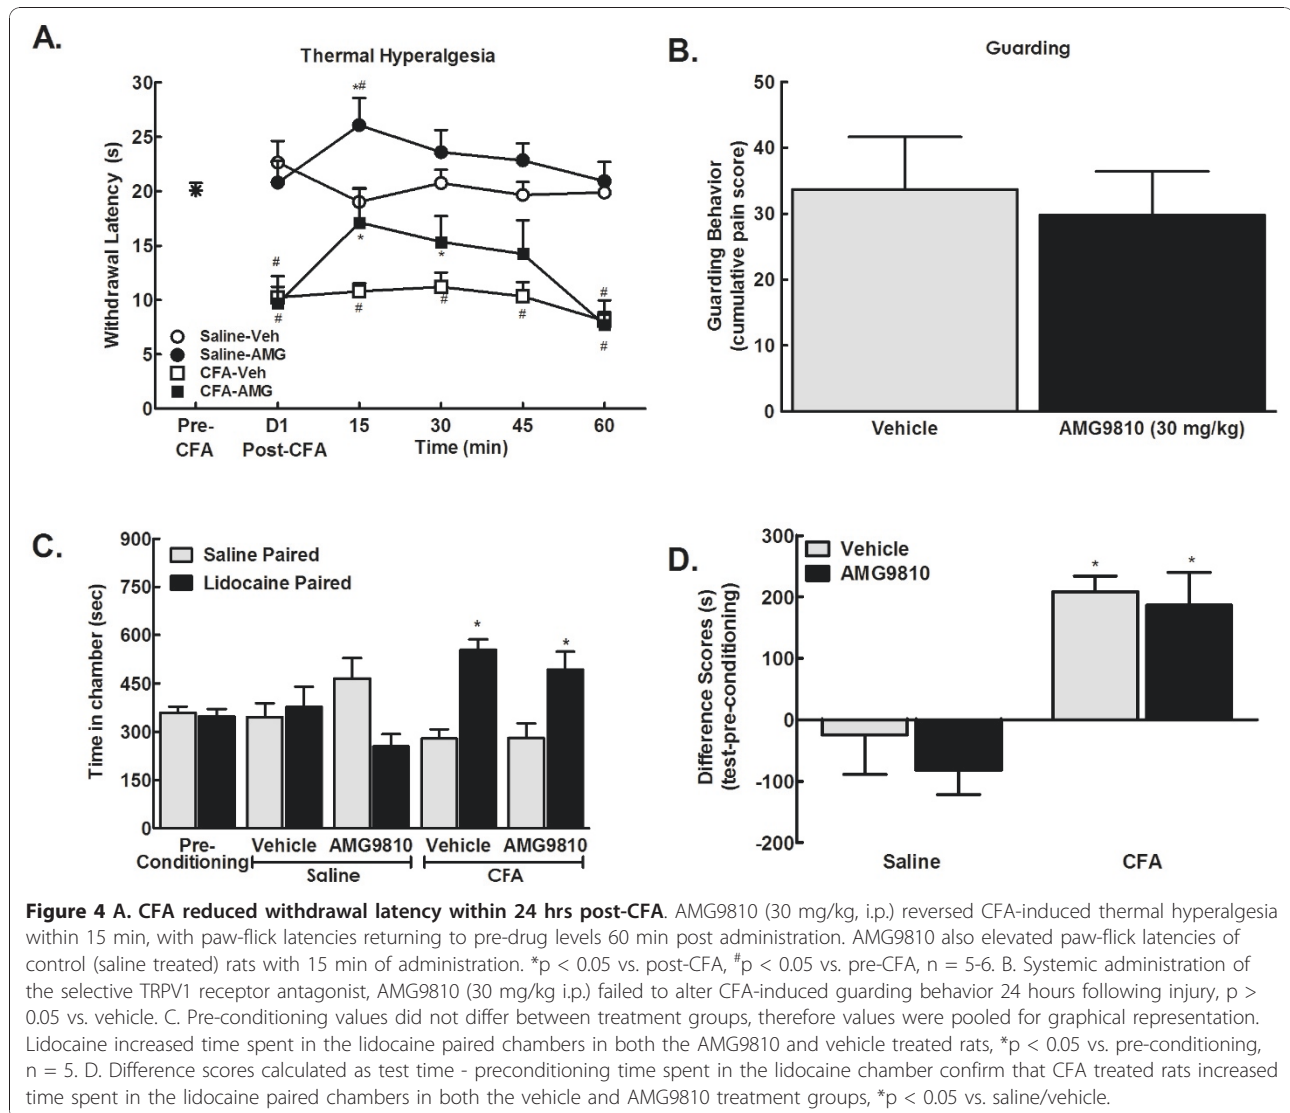 A.
Thermal Hyperalgesia
Withdrawal Latency (s)
30
25
20
15
10
5
0
*#
*
*
#
#
#
#
#
#
#
Saline-Veh
Saline-AMG
CFA-Veh
CFA-AMG
Pre-
CFA
D1
Post-CFA
15
30
45
60
Time (min)
B.
Guarding
Guarding Behavior
(cumulative pain score)
50
40
30
20
10
0
Vehicle
AMG9810 (30 mg/kg)
C.
Time in chamber (sec)
900
750
600
450
300
150
0
Saline Paired
Lidocaine Paired
*
*
Pre-
Conditioning
Vehicle
AMG9810
Vehicle
AMG9810
Saline
CFA
D.
Difference Scores (s)
(test-pre-conditioning)
300
200
100
0
-100
-200
Vehicle
AMG9810
*
*
Saline
CFA
Figure 4 A. CFA reduced withdrawal latency within 24 hrs post-CFA. AMG9810 (30 mg/kg, i.p.) reversed CFA-induced thermal hyperalgesia
within 15 min, with paw-flick latencies returning to pre-drug levels 60 min post administration. AMG9810 also elevated paw-flick latencies of
control (saline treated) rats with 15 min of administration. *p < 0.05 vs. post-CFA, #p < 0.05 vs. pre-CFA, n = 5-6. B. Systemic administration of
the selective TRPV1 receptor antagonist, AMG9810 (30 mg/kg i.p.) failed to alter CFA-induced guarding behavior 24 hours following injury, p >
0.05 vs. vehicle. C. Pre-conditioning values did not differ between treatment groups, therefore values were pooled for graphical representation.
Lidocaine increased time spent in the lidocaine paired chambers in both the AMG9810 and vehicle treated rats, *p < 0.05 vs. pre-conditioning,
n = 5. D. Difference scores calculated as test time - preconditioning time spent in the lidocaine chamber confirm that CFA treated rats increased
time spent in the lidocaine paired chambers in both the vehicle and AMG9810 treatment groups, *p < 0.05 vs. saline/vehicle.